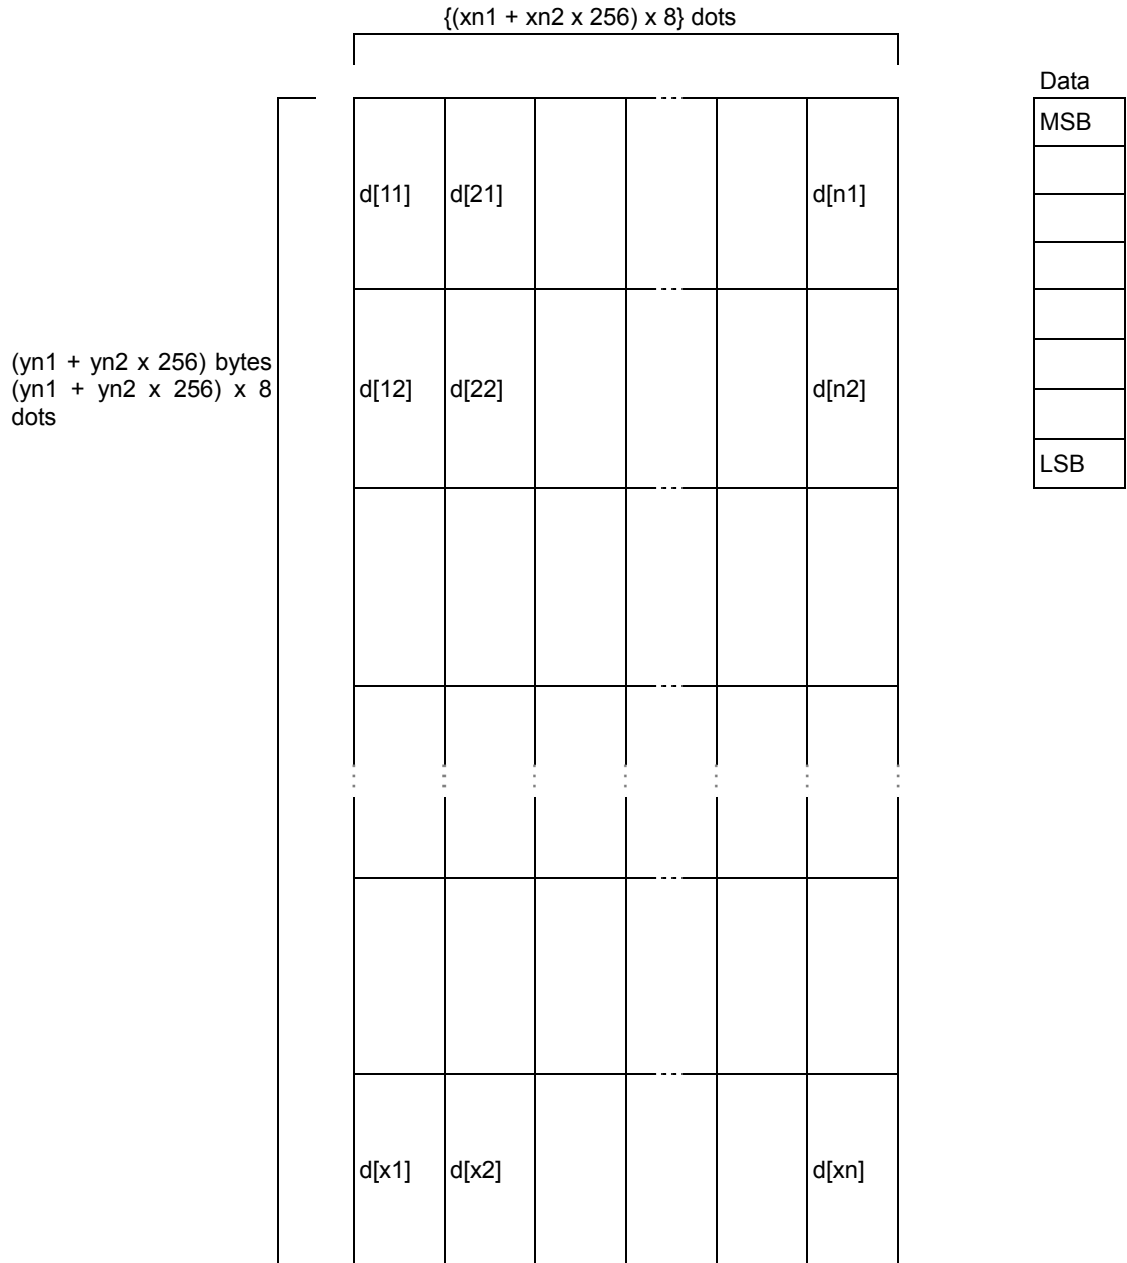 {(xn1 + xn2 x 256) x 8} dots
Data
MSB
d[11] d[21] d[n1]
(yn1 + yn2 x 256) bytes
(yn1 + yn2 x 256) x 8
dots
d[12] d[22] d[n2]
LSB
d[x1] d[x2] d[xn]